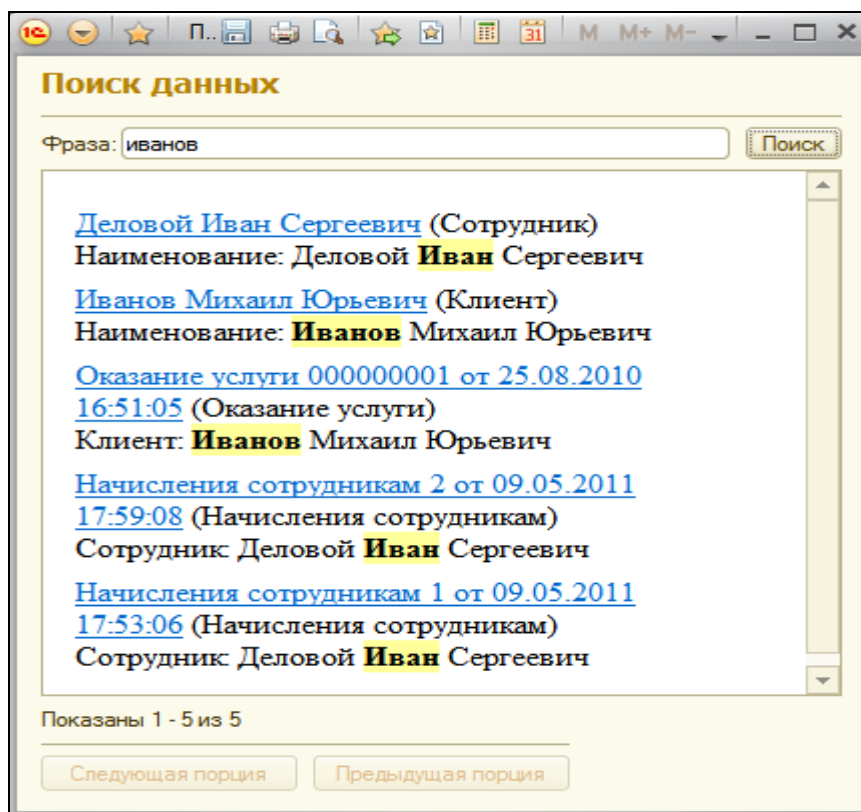 1С П.. 31 M M+ M-
Поиск данных
Фраза: иванов Поиск
Деловой Иван Сергеевич (Сотрудник)
Наименование: Деловой Иван Сергеевич
Иванов Михаил Юрьевич (Клиент)
Наименование: Иванов Михаил Юрьевич
Оказание услуги 000000001 от 25.08.2010
16:51:05 (Оказание услуги)
Клиент: Иванов Михаил Юрьевич
Начисления сотрудникам 2 от 09.05.2011
17:59:08 (Начисления сотрудникам)
Сотрудник: Деловой Иван Сергеевич
Начисления сотрудникам 1 от 09.05.2011
17:53:06 (Начисления сотрудникам)
Сотрудник: Деловой Иван Сергеевич
Показаны 1 - 5 из 5
Следующая порция Предыдущая порция